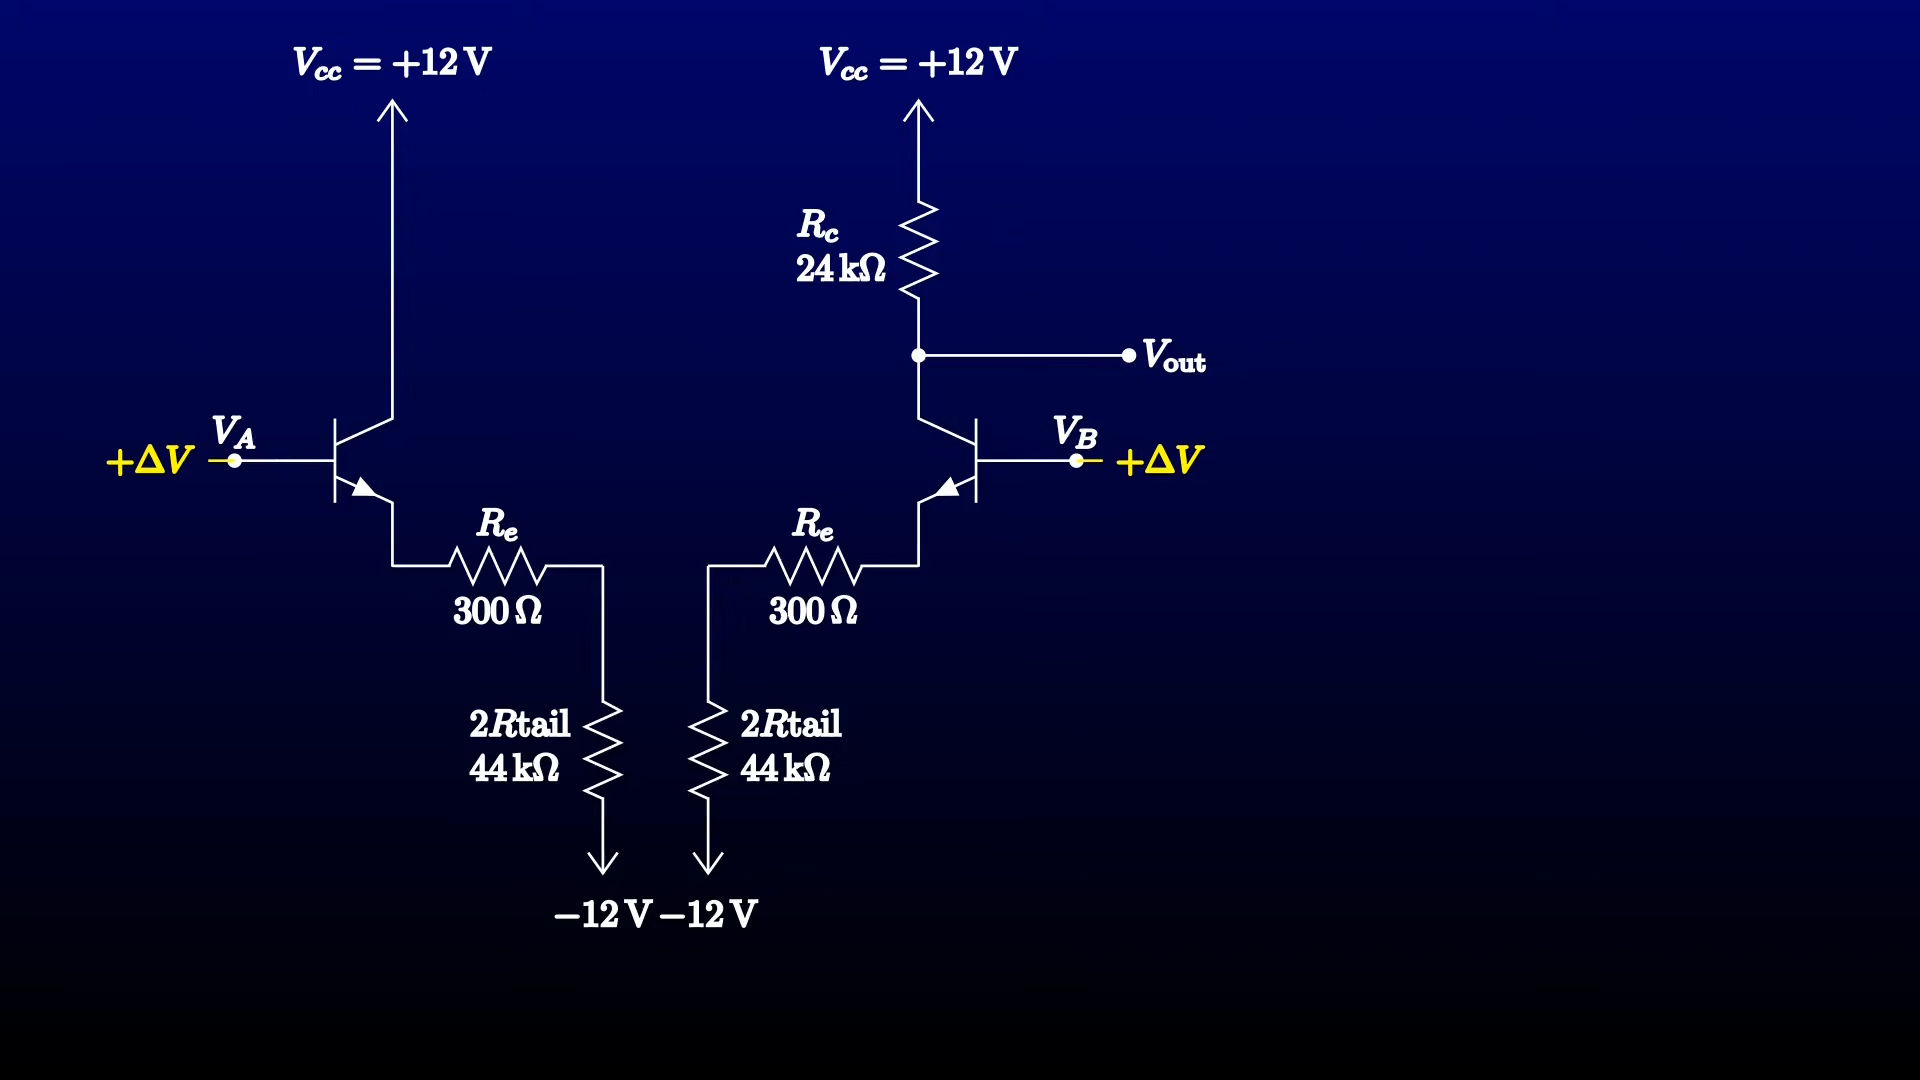 Vcc = +12 V
Vcc = +12 V
Rc
24 kΩ
Vout
VA
+ΔV
VB
+ΔV
Re
300 Ω
Re
300 Ω
2Rtail
44 kΩ
2Rtail
44 kΩ
−12 V
−12 V